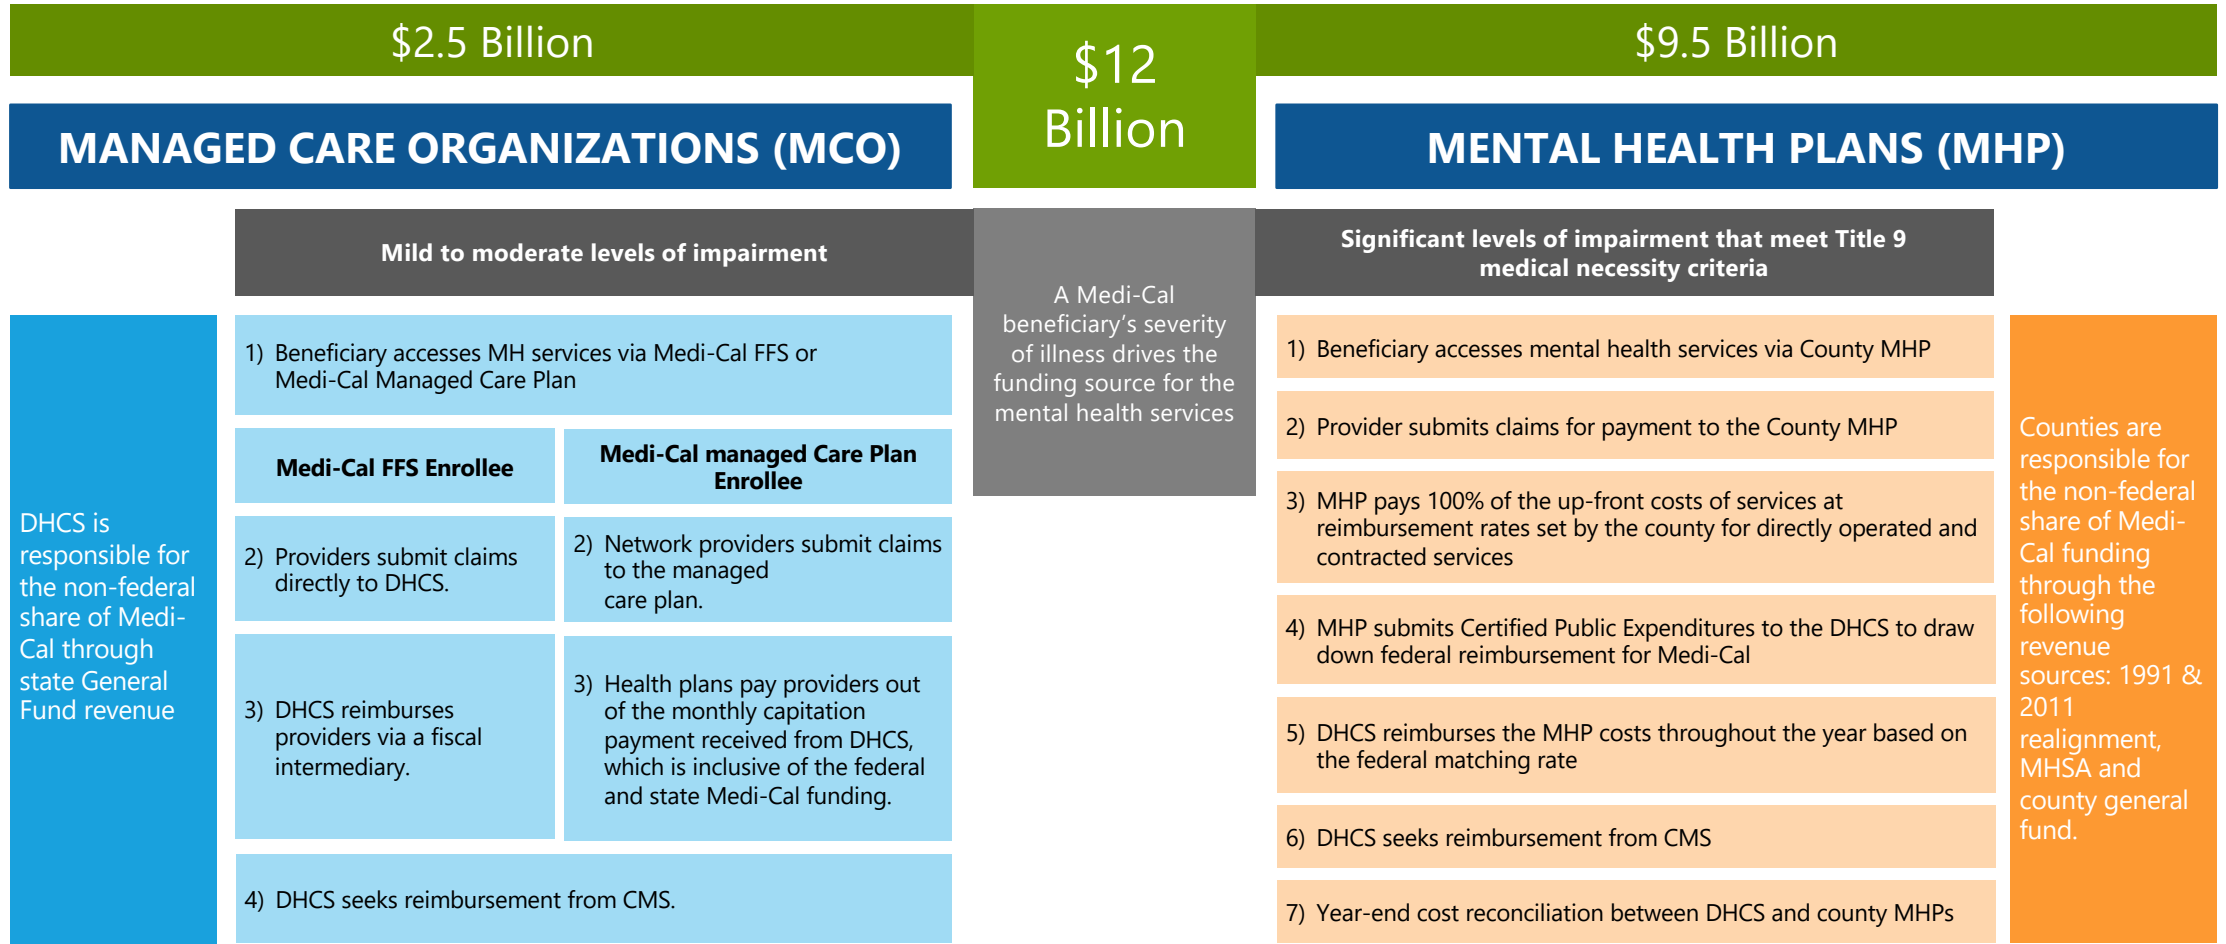 $2.5 Billion
$12
Billion
$9.5 Billion
MANAGED CARE ORGANIZATIONS (MCO)
MENTAL HEALTH PLANS (MHP)
Mild to moderate levels of impairment
A Medi-Cal
beneficiary's severity
of illness drives the
funding source for the
mental health services
Significant levels of impairment that meet Title 9
medical necessity criteria
DHCS is
responsible for
the non-federal
share of Medi-
Cal through
state General
Fund revenue
1) Beneficiary accesses MH services via Medi-Cal FFS or
Medi-Cal Managed Care Plan
Medi-Cal FFS Enrollee
Medi-Cal managed Care Plan
Enrollee
2) Providers submit claims
directly to DHCS.
2) Network providers submit claims
to the managed
care plan.
3) DHCS reimburses
providers via a fiscal
intermediary.
3) Health plans pay providers out
of the monthly capitation
payment received from DHCS,
which is inclusive of the federal
and state Medi-Cal funding.
4) DHCS seeks reimbursement from CMS.
1) Beneficiary accesses mental health services via County MHP
2) Provider submits claims for payment to the County MHP
3) MHP pays 100% of the up-front costs of services at
reimbursement rates set by the county for directly operated and
contracted services
4) MHP submits Certified Public Expenditures to the DHCS to draw
down federal reimbursement for Medi-Cal
5) DHCS reimburses the MHP costs throughout the year based on
the federal matching rate
6) DHCS seeks reimbursement from CMS
7) Year-end cost reconciliation between DHCS and county MHPs
Counties are
responsible for
the non-federal
share of Medi-
Cal funding
through the
following
revenue
sources: 1991 &
2011
realignment,
MHSA and
county general
fund.